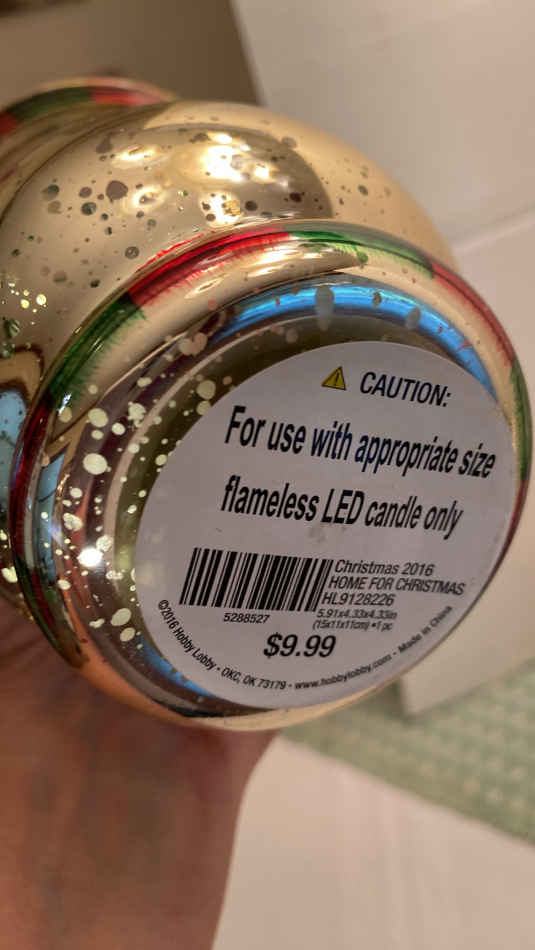 CAUTION:
For use with appropriate size
flameless LED candle only
Christmas 2016
HOME FOR CHRISTMAS
HL9128226
5288527
5.91x4.33x4.33in
(15x11x11cm) •1 pc
$9.99
©2016 Hobby Lobby • OKC, OK 73179 • www.hobbylobby.com • Made in China